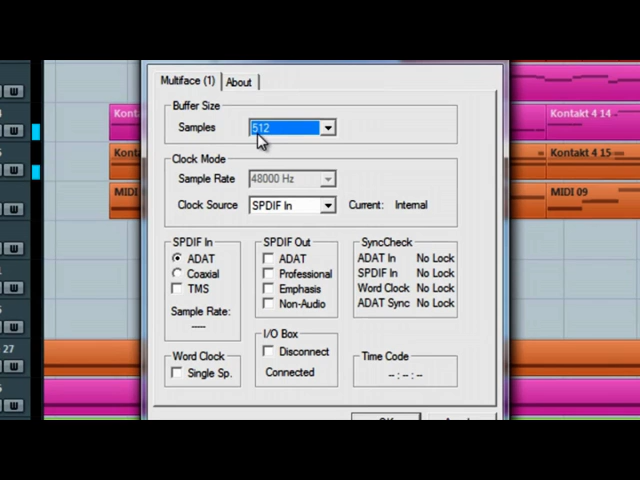 Multiface (1)
About
Buffer Size
Samples
512
Clock Mode
Sample Rate
48000 Hz
Clock Source
SPDIF In
Current:
Internal
SPDIF In
ADAT
Coaxial
TMS
Sample Rate:
-----
SPDIF Out
ADAT
Professional
Emphasis
Non-Audio
SyncCheck
ADAT In No Lock
SPDIF In No Lock
Word Clock No Lock
ADAT Sync No Lock
Word Clock
Single Sp.
I/O Box
Disconnect
Connected
Time Code
-- : -- : --
Kontakt 4 14
Kontakt 4 15
MIDI 09
Konta
Konta
MIDI
27